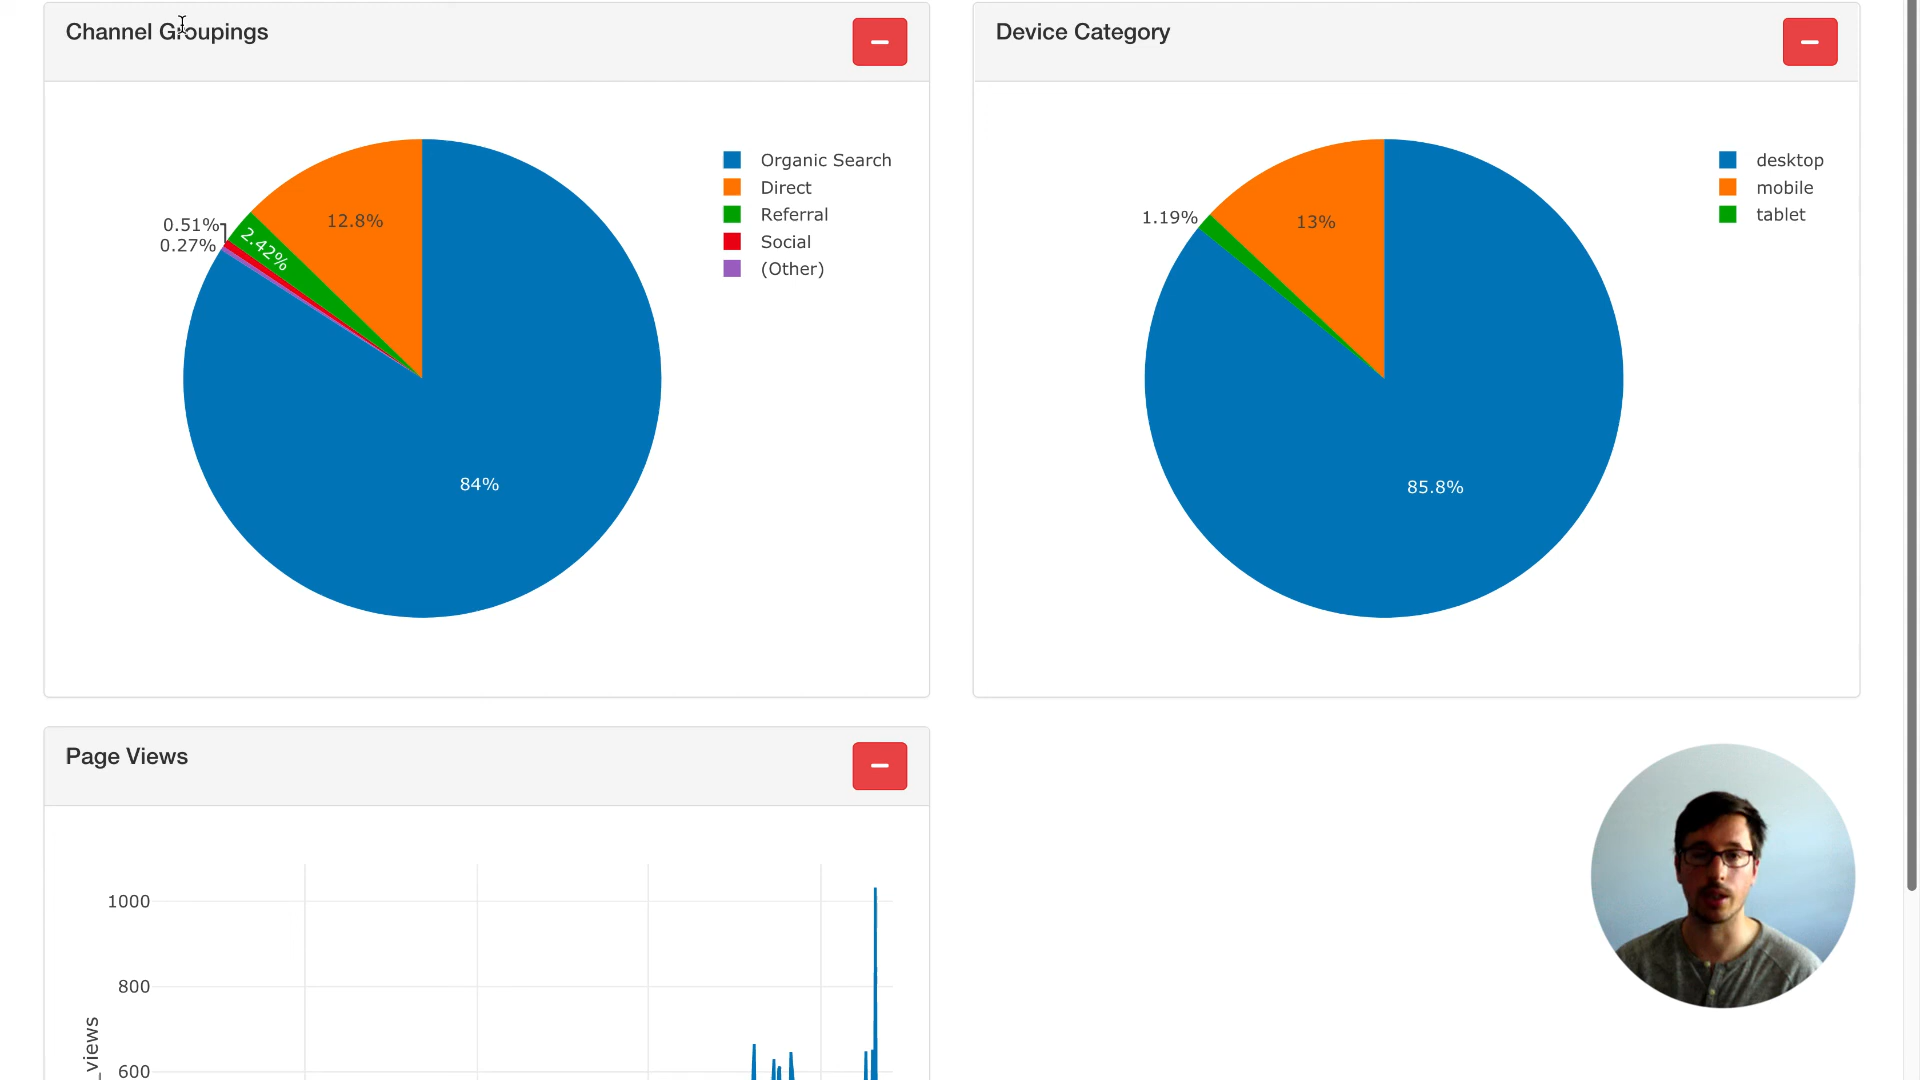 Channel Groupings
Organic Search
Direct
Referral
Social
(Other)
12.8%
0.51%
0.27%
2.42%
84%
Device Category
desktop
mobile
tablet
1.19%
13%
85.8%
Page Views
1000
800
600
_views